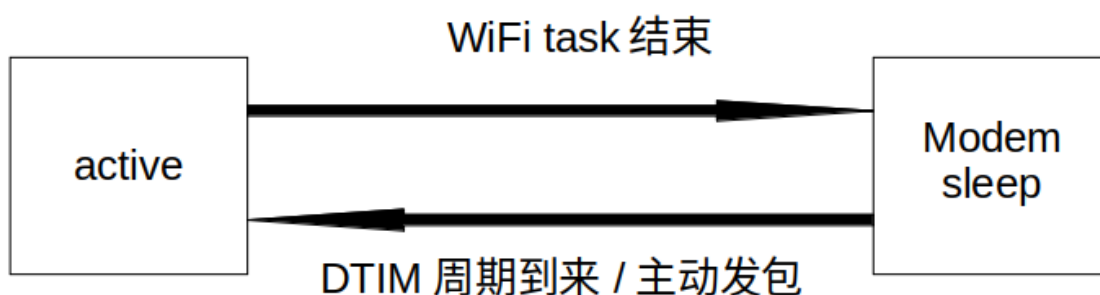 WiFi task 结束
active
Modem
sleep
DTIM 周期到来 / 主动发包